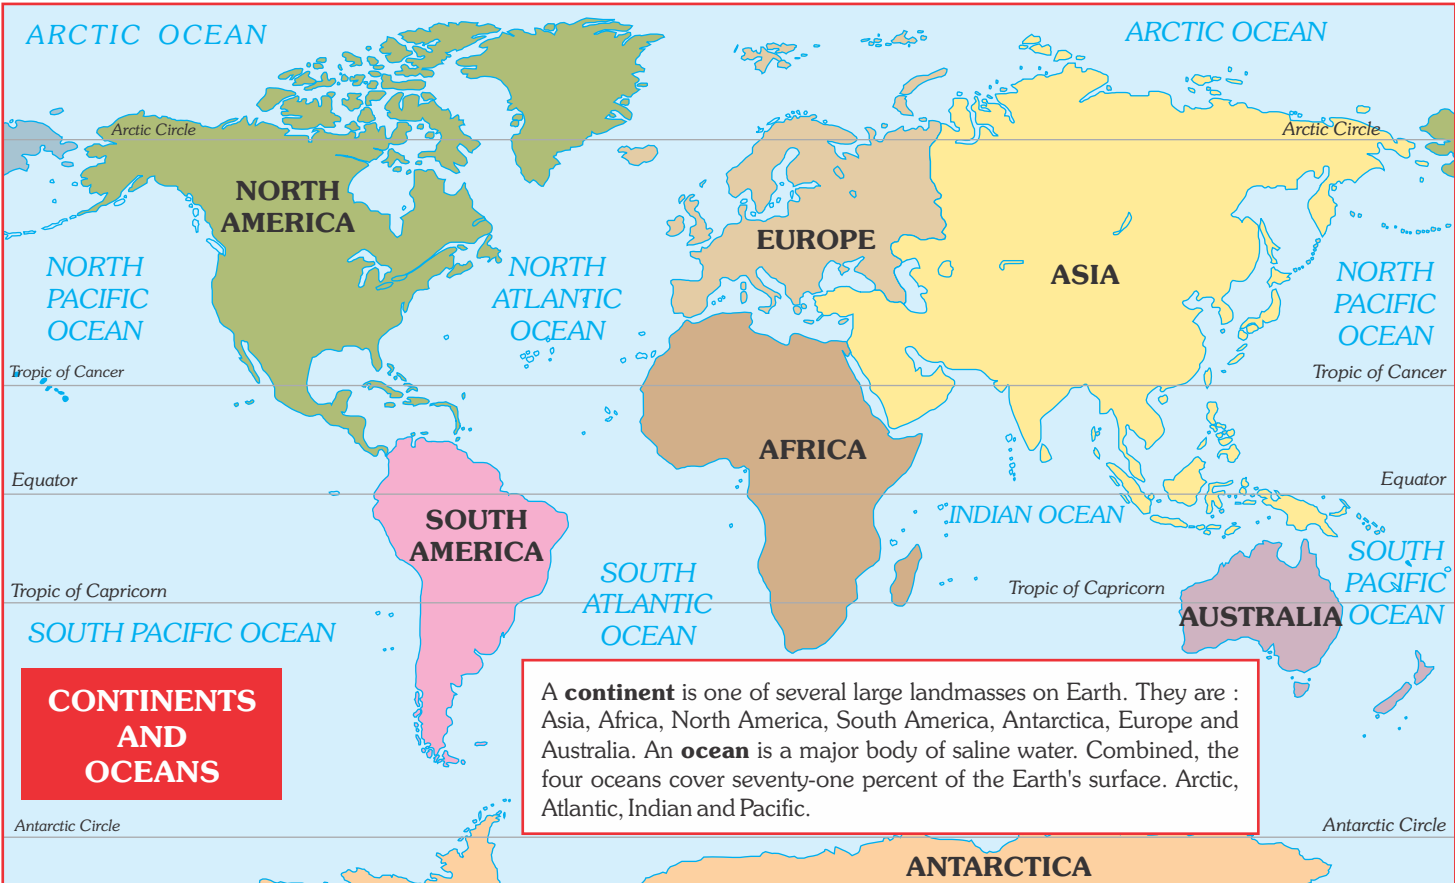 ARCTIC OCEAN
ARCTIC OCEAN
Arctic Circle
Arctic Circle
NORTH
AMERICA
EUROPE
ASIA
NORTH
PACIFIC
OCEAN
NORTH
ATLANTIC
OCEAN
NORTH
PACIFIC
OCEAN
Tropic of Cancer
Tropic of Cancer
AFRICA
Equator
Equator
SOUTH
AMERICA
INDIAN OCEAN
SOUTH
PACIFIC
OCEAN
SOUTH
ATLANTIC
OCEAN
Tropic of Capricorn
Tropic of Capricorn
AUSTRALIA
SOUTH PACIFIC OCEAN
CONTINENTS
AND
OCEANS
A continent is one of several large landmasses on Earth. They are :
Asia, Africa, North America, South America, Antarctica, Europe and
Australia. An ocean is a major body of saline water. Combined, the
four oceans cover seventy-one percent of the Earth's surface. Arctic,
Atlantic, Indian and Pacific.
Antarctic Circle
Antarctic Circle
ANTARCTICA